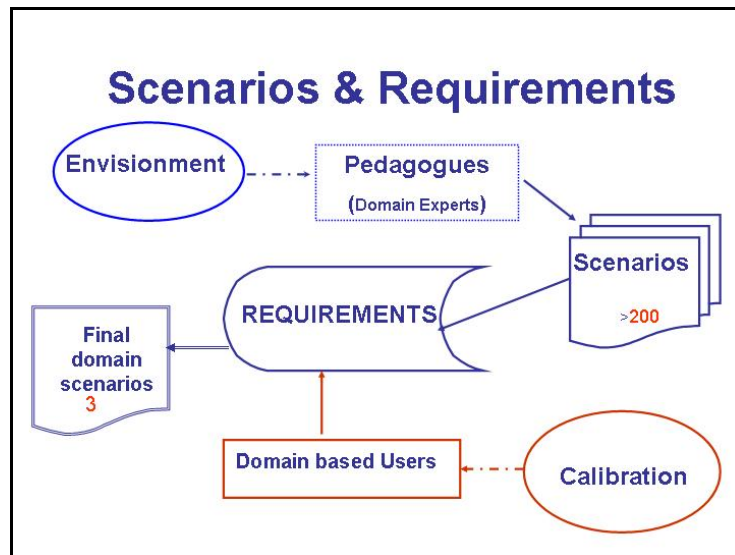 Scenarios & Requirements
Envisionment
Pedagogues
(Domain Experts)
Scenarios
>200
REQUIREMENTS
Final
domain
scenarios
3
Domain based Users
Calibration